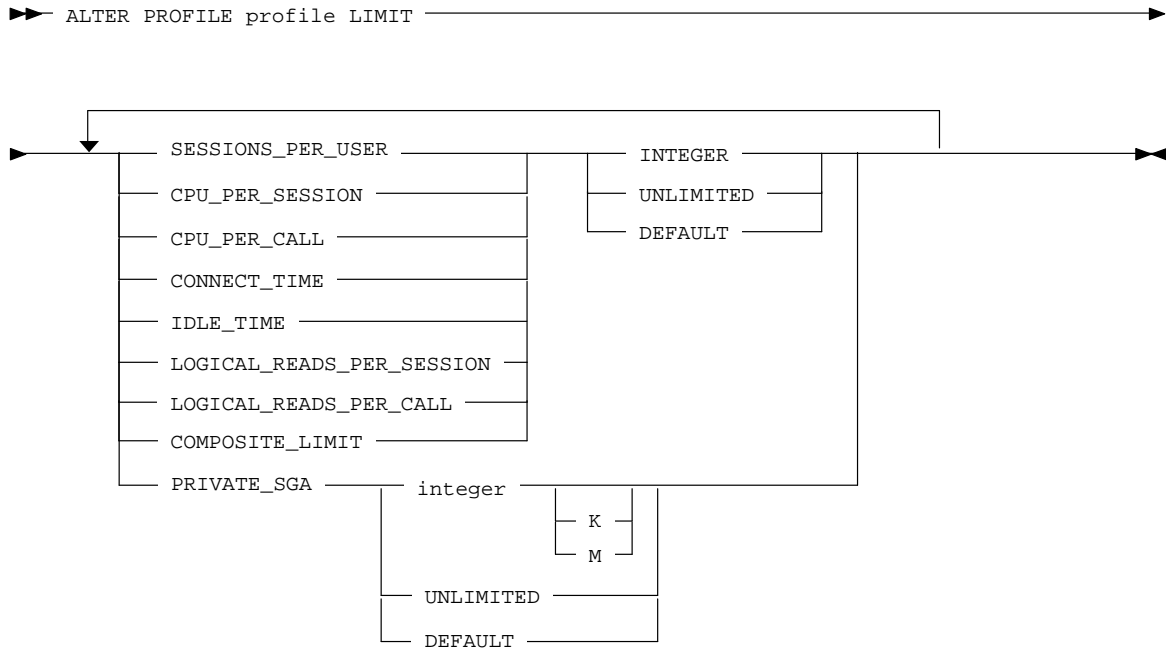 ALTER PROFILE profile LIMIT
SESSIONS_PER_USER INTEGER
CPU_PER_SESSION UNLIMITED
CPU_PER_CALL DEFAULT
CONNECT_TIME
IDLE_TIME
LOGICAL_READS_PER_SESSION
LOGICAL_READS_PER_CALL
COMPOSITE_LIMIT
PRIVATE_SGA integer
K
M
UNLIMITED
DEFAULT